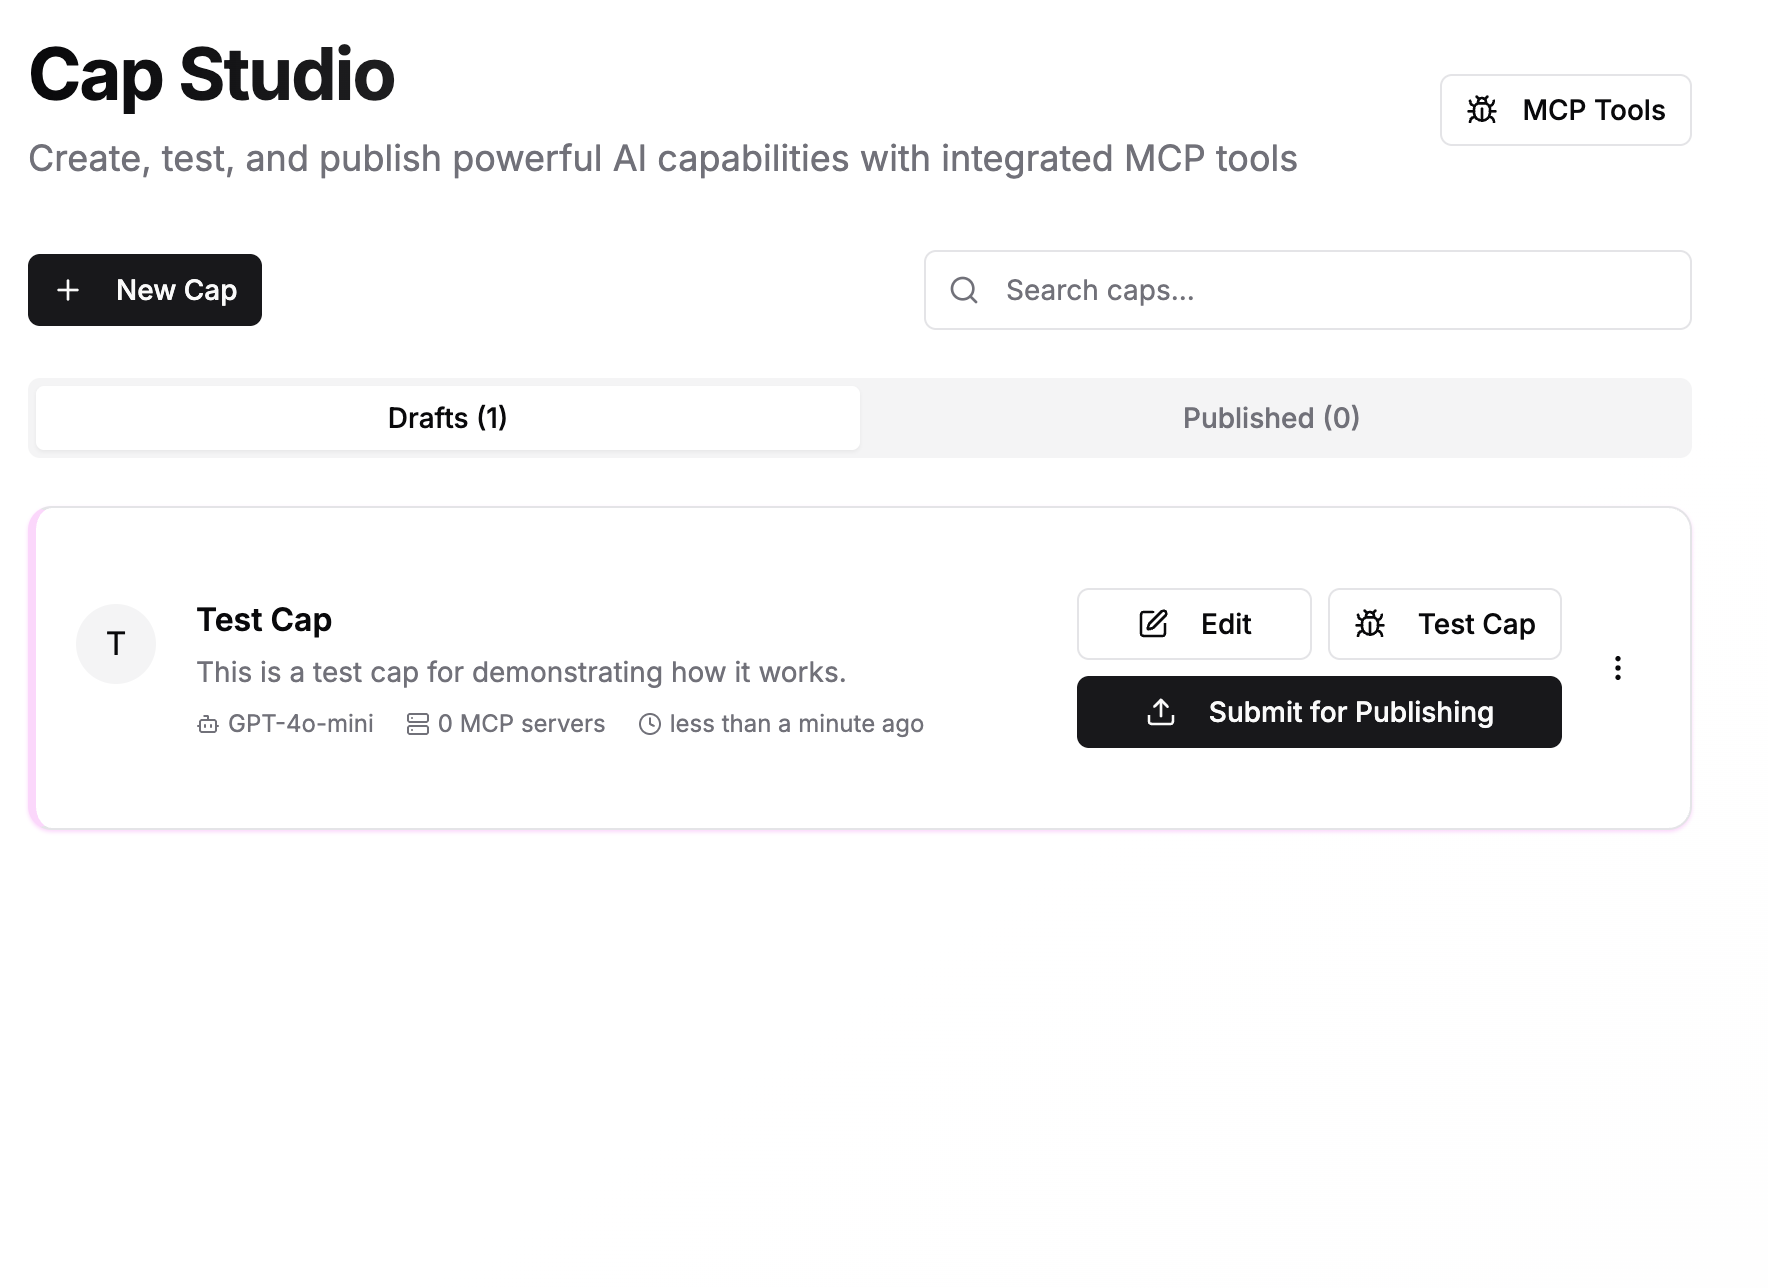 Cap Studio
Create, test, and publish powerful AI capabilities with integrated MCP tools
MCP Tools
New Cap
Search caps...
Drafts (1)
Published (0)
T
Test Cap
This is a test cap for demonstrating how it works.
GPT-4o-mini 0 MCP servers less than a minute ago
Edit
Test Cap
Submit for Publishing